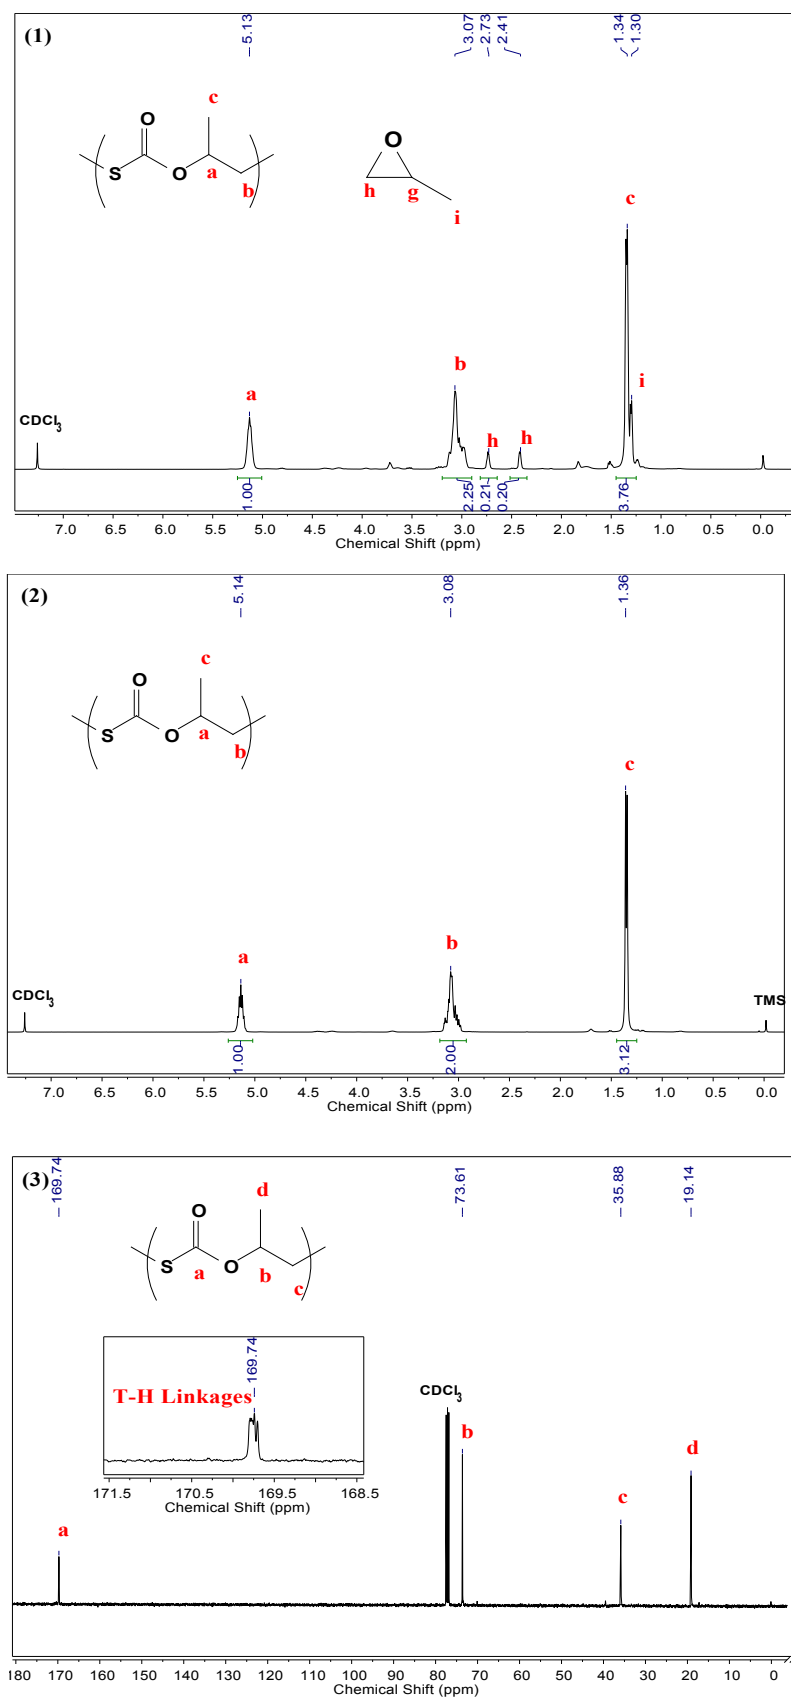 (1)
5.13
3.07
2.73
2.41
1.34
1.30
c
O
S
O
a
b
O
h
g
i
c
b
i
a
h
h
CDCl3
1.00
2.25
0.21
0.20
3.76
7.0 6.5 6.0 5.5 5.0 4.5 4.0 3.5 3.0 2.5 2.0 1.5 1.0 0.5 0.0
Chemical Shift (ppm)
(2)
5.14
3.08
1.36
c
O
S
O
a
b
c
a
b
CDCl3
TMS
1.00
2.00
3.12
7.0 6.5 6.0 5.5 5.0 4.5 4.0 3.5 3.0 2.5 2.0 1.5 1.0 0.5 0.0
Chemical Shift (ppm)
(3)
169.74
73.61
35.88
19.14
d
O
S
O
a
b
c
169.74
T-H Linkages
171.5 170.5 169.5 168.5
Chemical Shift (ppm)
CDCl3
b
d
c
a
180 170 160 150 140 130 120 110 100 90 80 70 60 50 40 30 20 10 0
Chemical Shift (ppm)